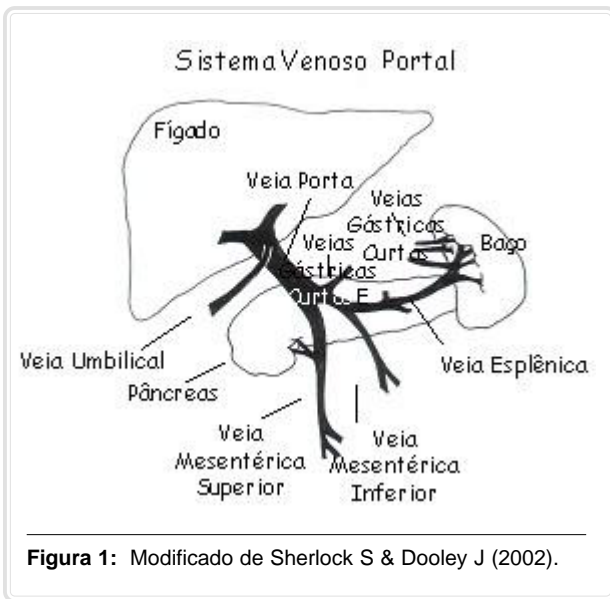 Sistema Venoso Portal
Fígado
Veia Porta
Veias
Gástricas
Curtas
Veias
Gástricas
Curtas E
Baço
Veia Umbilical
Pâncreas
Veia Esplênica
Veia
Mesentérica
Superior
Veia
Mesentérica
Inferior
Figura 1: Modificado de Sherlock S & Dooley J (2002).